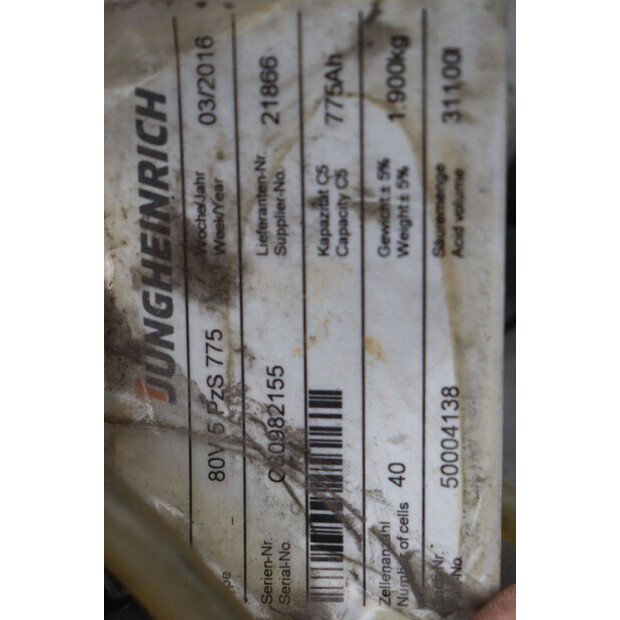 JUNGHEINRICH
80V 5 PzS 775
Woche/Jahr
Week/Year
03/2016
Serien-Nr.
Serial-No.
Lieferanten-Nr.
Supplier-No.
21866
Kapazität C5
Capacity C5
775Ah
Zellenanzahl
Number of cells
40
Gewicht ± 5%
Weight ± 5%
1.900kg
50004138
Säuremenge
Acid volume